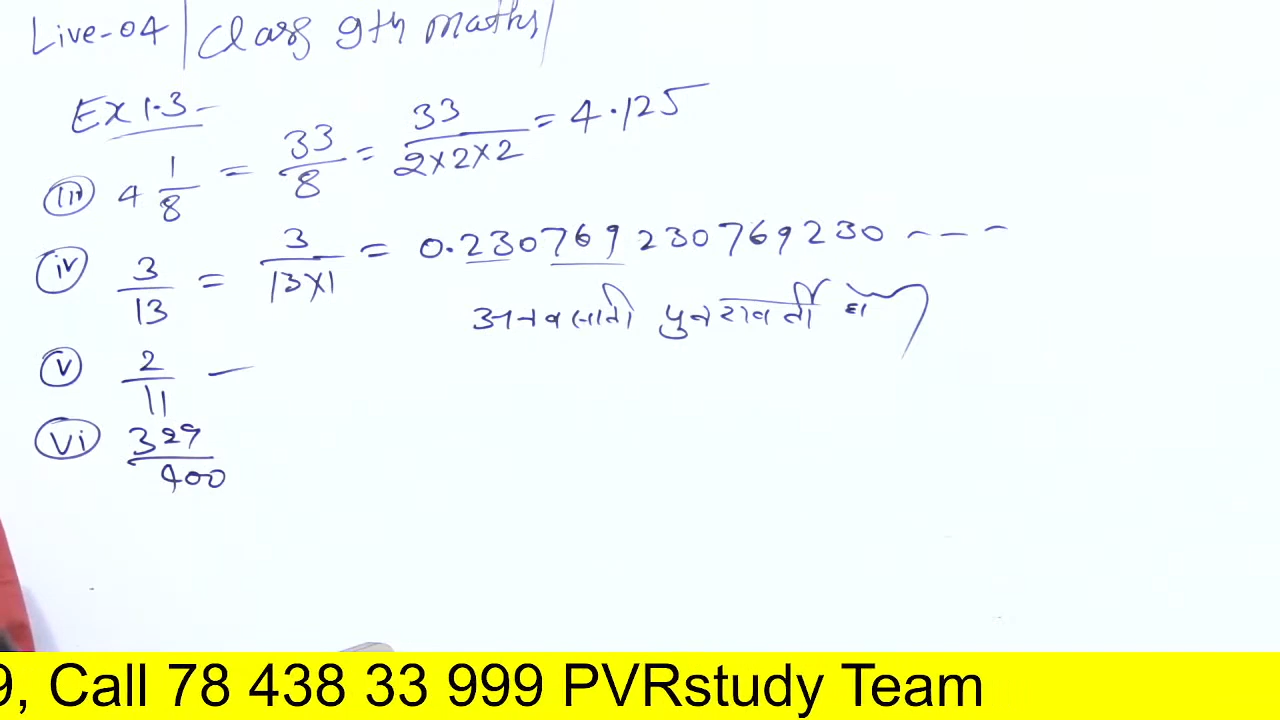 Live-04 | Class 9th maths |
Ex 1.3 -
(iii) 4 1/8 = 33/8 = 33/2×2×2 = 4.125
(iv) 3/13 = 3/13×1 = 0.230769230769230 - - -
अनवसानी पुनरावर्ती
(v) 2/11 -
(vi) 329/400
9, Call 78 438 33 999 PVRstudy Team